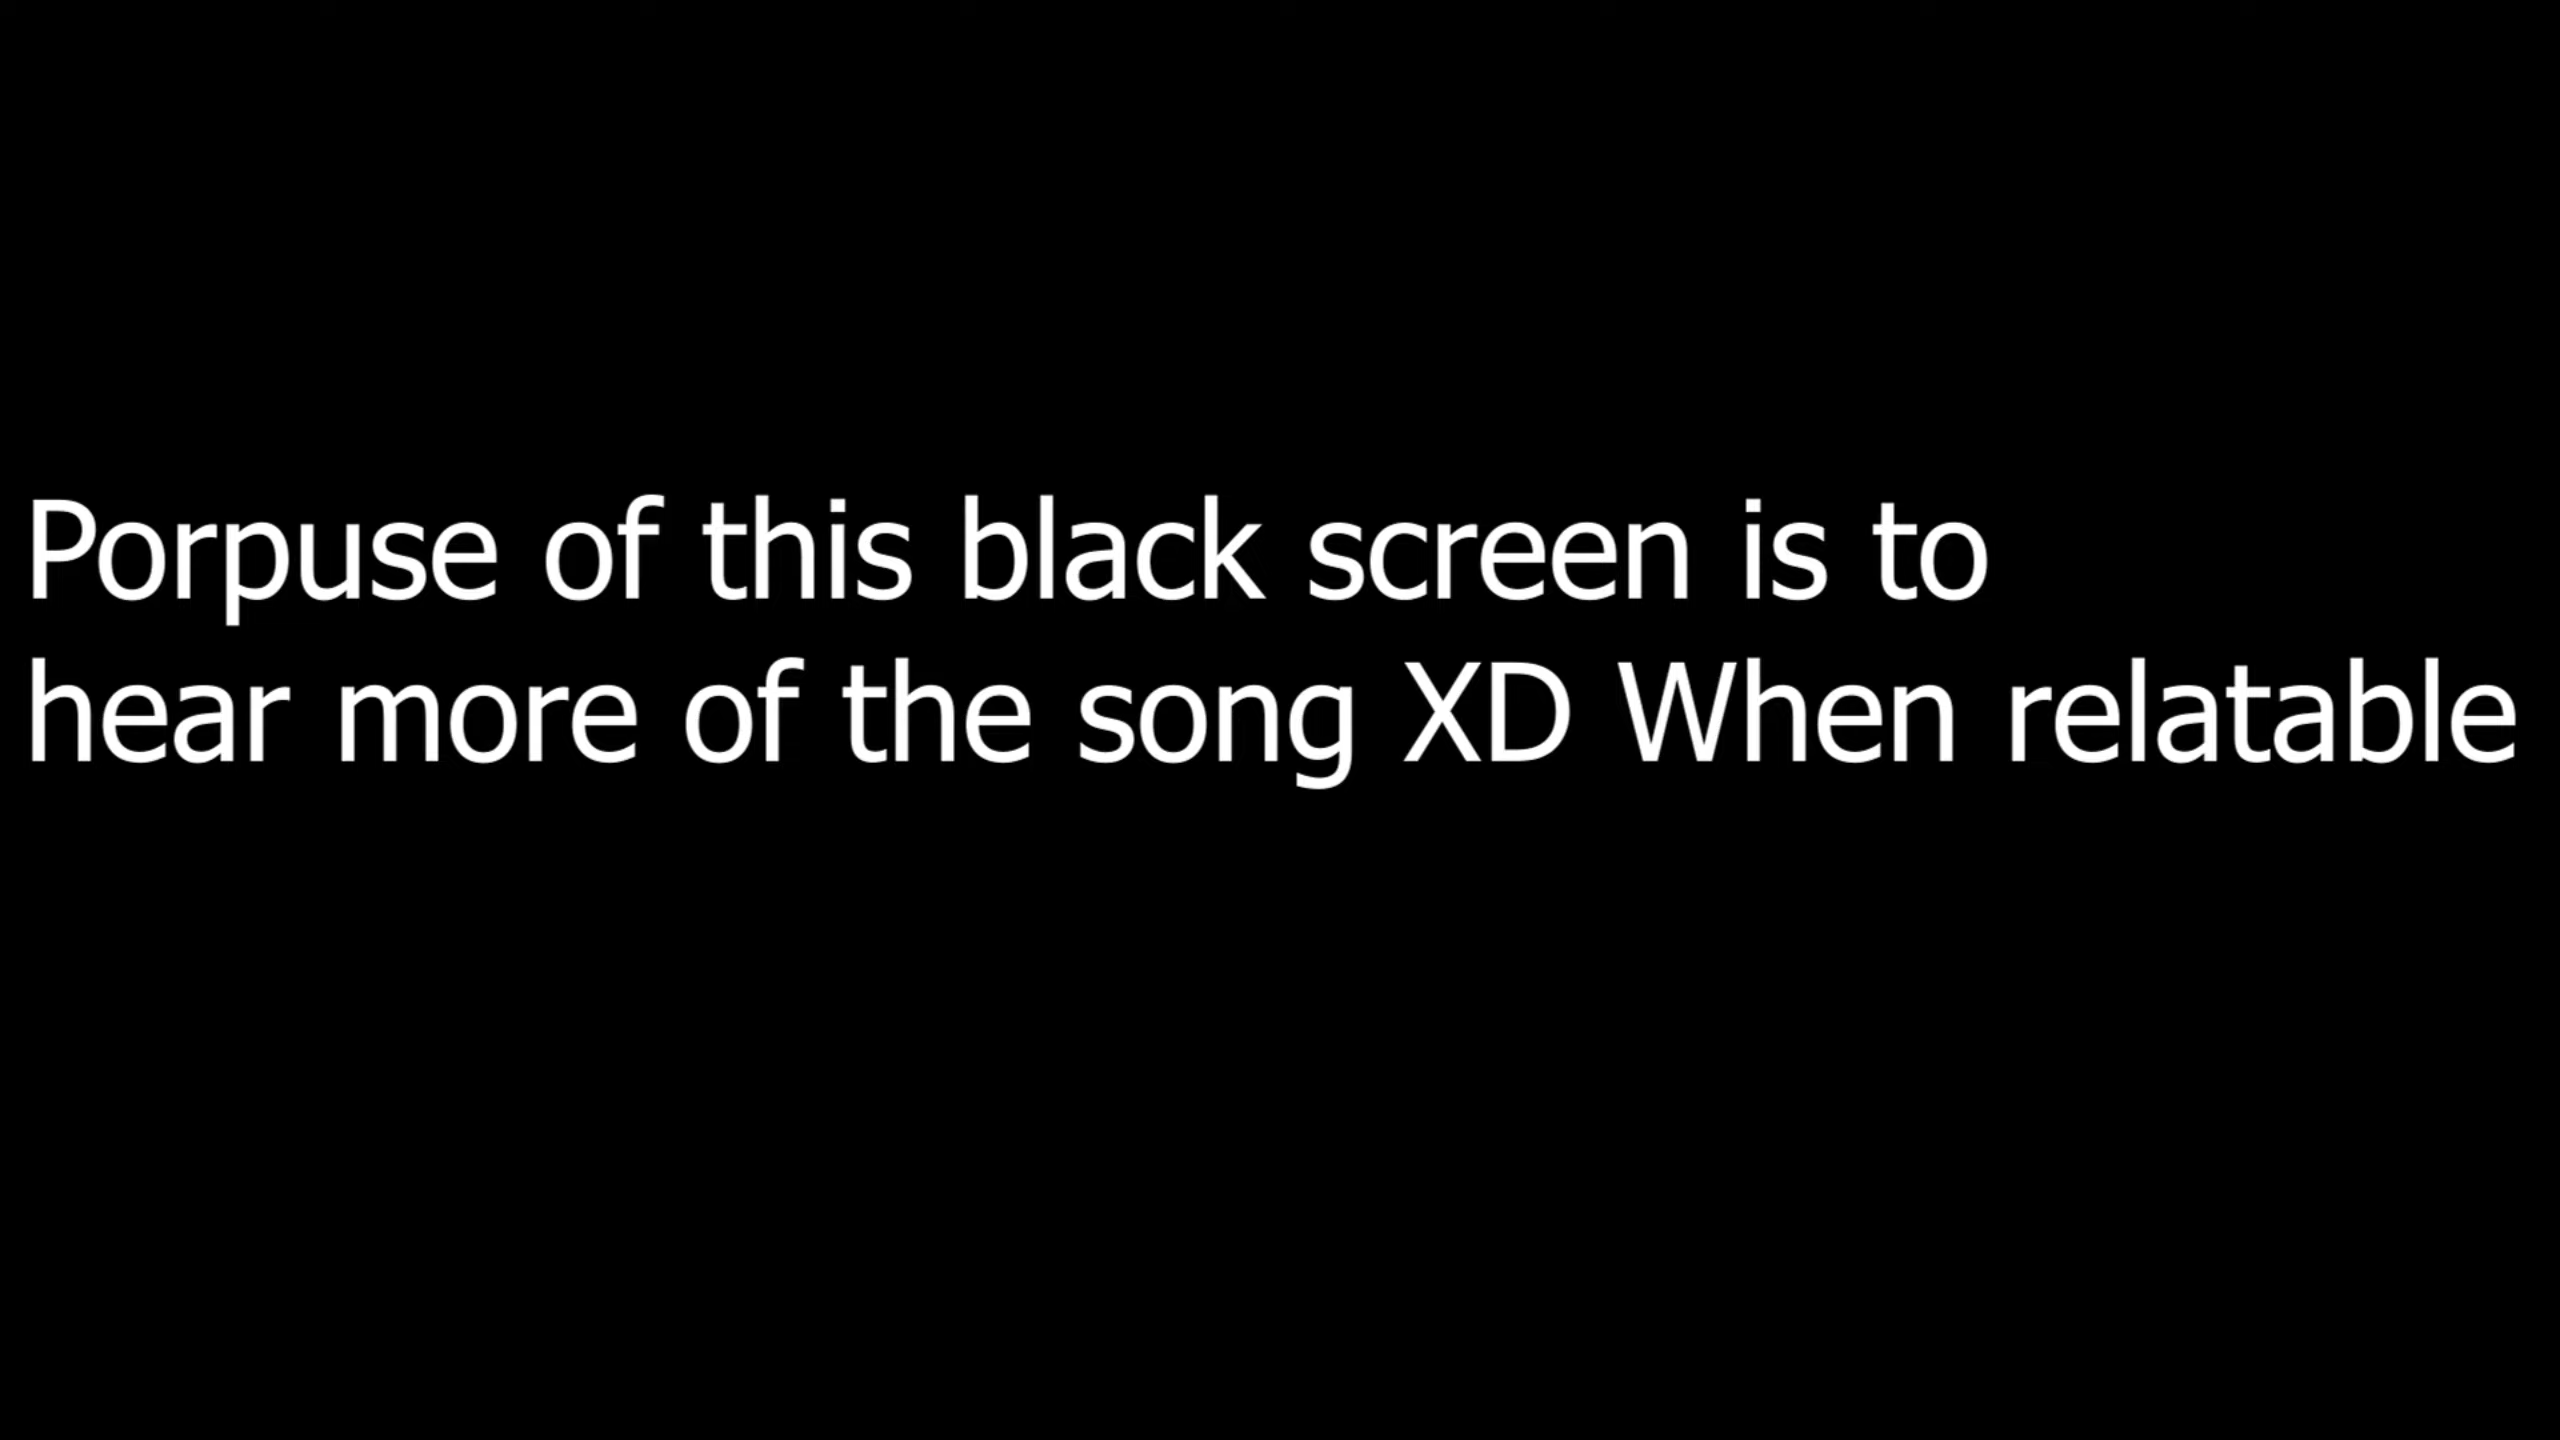 Porpuse of this black screen is to
hear more of the song XD When relatable